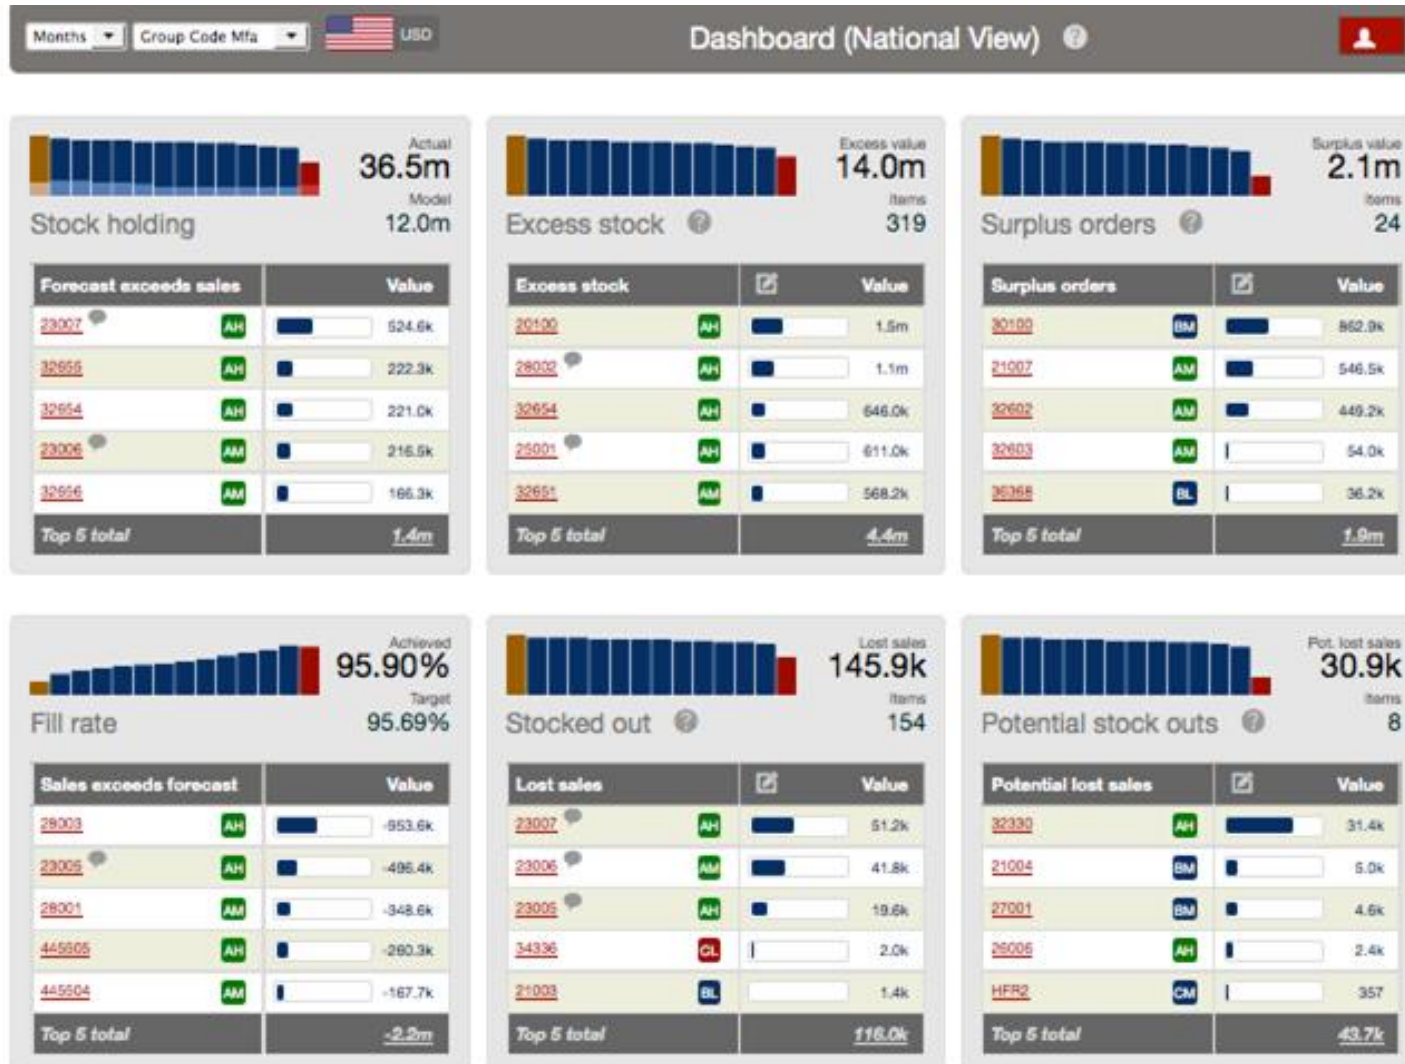 Months Group Code Mfa USD Dashboard (National View) ?
Actual
36.5m
Model
Stock holding 12.0m
Forecast exceeds sales Value
23007 AH 524.6k
32655 AH 222.3k
32654 AH 221.0k
23006 AM 216.5k
32656 AM 166.3k
Top 5 total 1.4m
Excess value
14.0m
Items
Excess stock ? 319
Excess stock Value
20100 AH 1.5m
28002 AH 1.1m
32654 AH 646.0k
25001 AH 611.0k
32651 AM 568.2k
Top 5 total 4.4m
Surplus value
2.1m
Items
Surplus orders ? 24
Surplus orders Value
30100 BM 862.9k
21007 AM 546.5k
32602 AM 449.2k
32603 AM 54.0k
36368 BL 36.2k
Top 5 total 1.9m
Achieved
95.90%
Target
Fill rate 95.69%
Sales exceeds forecast Value
28003 AH -953.6k
23005 AH -496.4k
28001 AM -348.6k
445505 AH -260.3k
445504 AM -167.7k
Top 5 total -2.2m
Lost sales
145.9k
Items
Stocked out ? 154
Lost sales Value
23007 AH 51.2k
23006 AM 41.8k
23005 AH 19.6k
34336 CL 2.0k
21003 BL 1.4k
Top 5 total 116.0k
Pot. lost sales
30.9k
Items
Potential stock outs ? 8
Potential lost sales Value
32330 AH 31.4k
21004 BM 5.0k
27001 BM 4.6k
26006 AH 2.4k
HFR2 CM 357
Top 5 total 43.7k